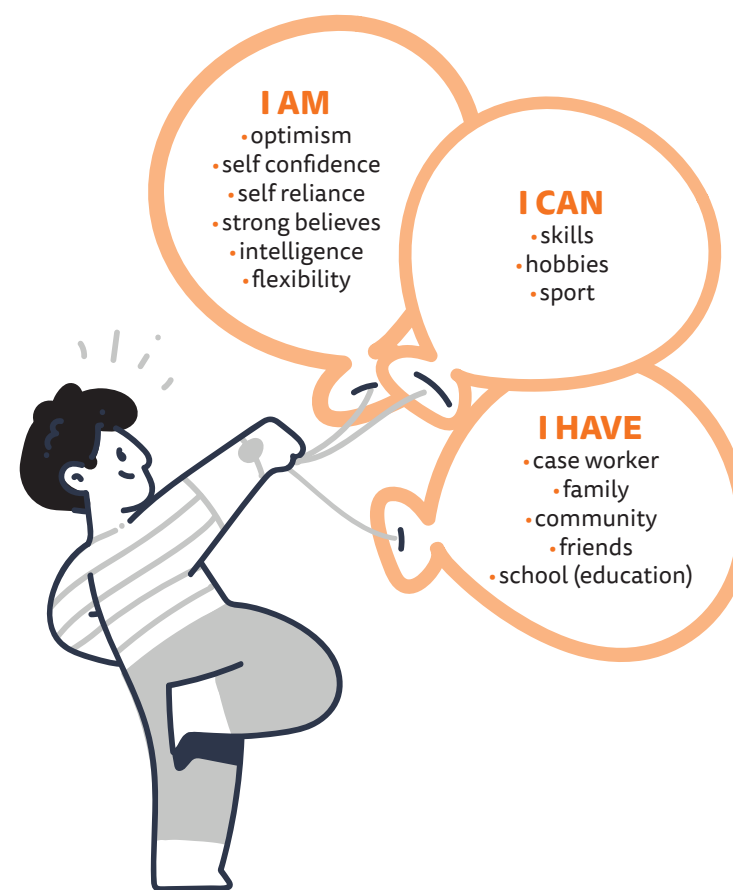 I AM
•optimism
•self confidence
•self reliance
•strong believes
•intelligence
•flexibility
I CAN
•skills
•hobbies
•sport
I HAVE
•case worker
•family
•community
•friends
•school (education)